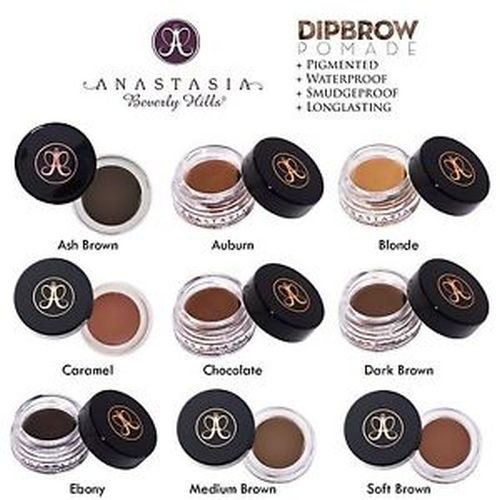 DIPBROW
POMADE
+ PIGMENTED
+ WATERPROOF
+ SMUDGEPROOF
+ LONGLASTING
ANASTASIA
Beverly Hills®
Ash Brown
Auburn
Blonde
Caramel
Chocolate
Dark Brown
Ebony
Medium Brown
Soft Brown